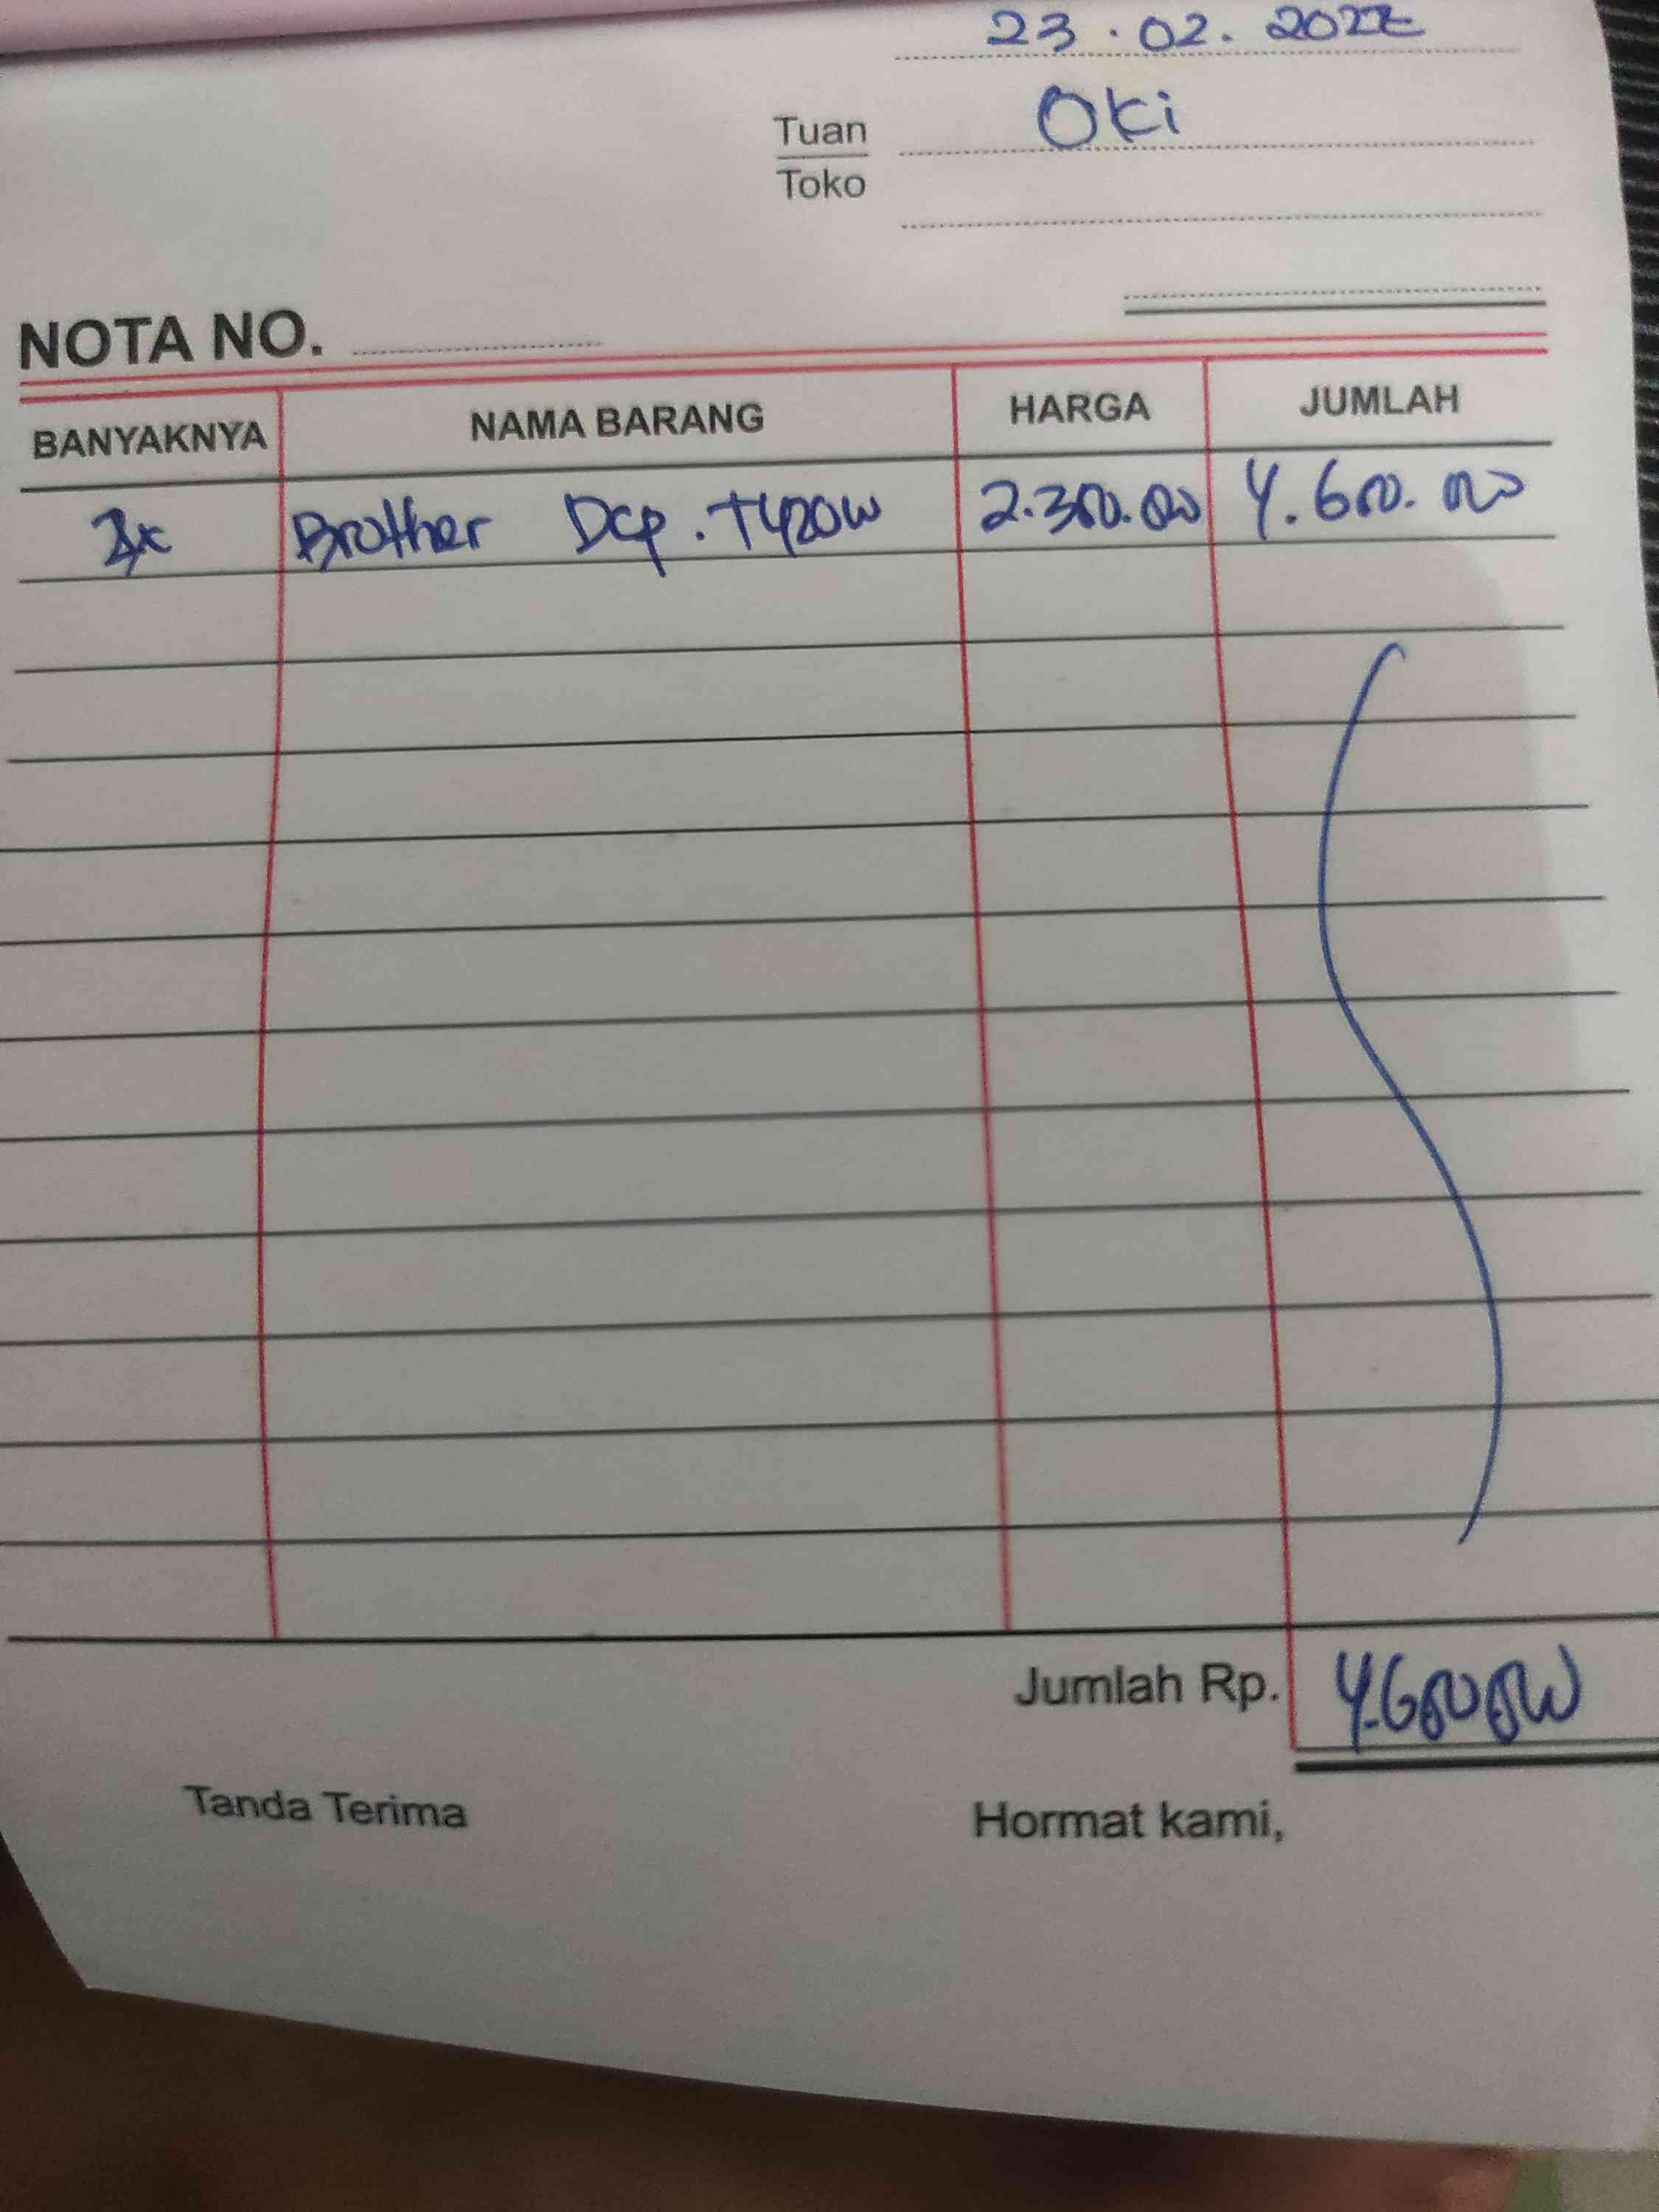 23.02.2022
Tuan Oki
Toko
NOTA NO.
BANYAKNYA NAMA BARANG HARGA JUMLAH
2x Brother Dcp.T420w 2.300.000 4.600.000
Jumlah Rp. 4.600.000
Tanda Terima Hormat kami,